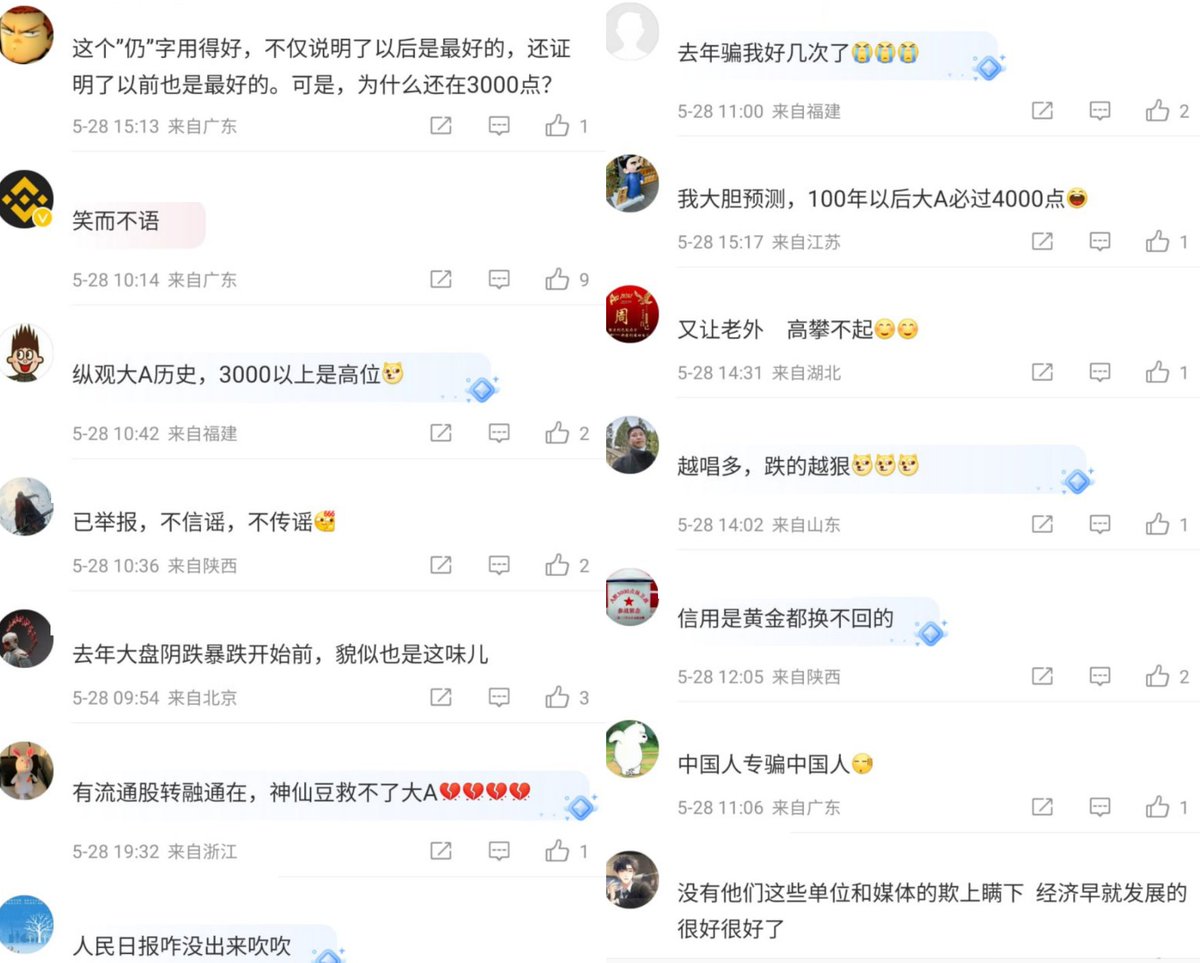 这个”仍”字用得好，不仅说明了以后是最好的，还证
明了以前也是最好的。可是，为什么还在3000点？
5-28 15:13 来自广东
1
笑而不语
5-28 10:14 来自广东
9
纵观大A历史，3000以上是高位
5-28 10:42 来自福建
2
已举报，不信谣，不传谣
5-28 10:36 来自陕西
2
去年大盘阴跌暴跌开始前，貌似也是这味儿
5-28 09:54 来自北京
3
有流通股转融通在，神仙豆救不了大A💔💔💔💔
5-28 19:32 来自浙江
1
人民日报咋没出来吹吹
去年骗我好几次了😭😭😭
5-28 11:00 来自福建
2
我大胆预测，100年以后大A必过4000点
5-28 15:17 来自江苏
1
周
又让老外 高攀不起😊😊
5-28 14:31 来自湖北
1
越唱多，跌的越狠
5-28 14:02 来自山东
1
信用是黄金都换不回的
5-28 12:05 来自陕西
2
中国人专骗中国人
5-28 11:06 来自广东
1
没有他们这些单位和媒体的欺上瞒下 经济早就发展的
很好很好了